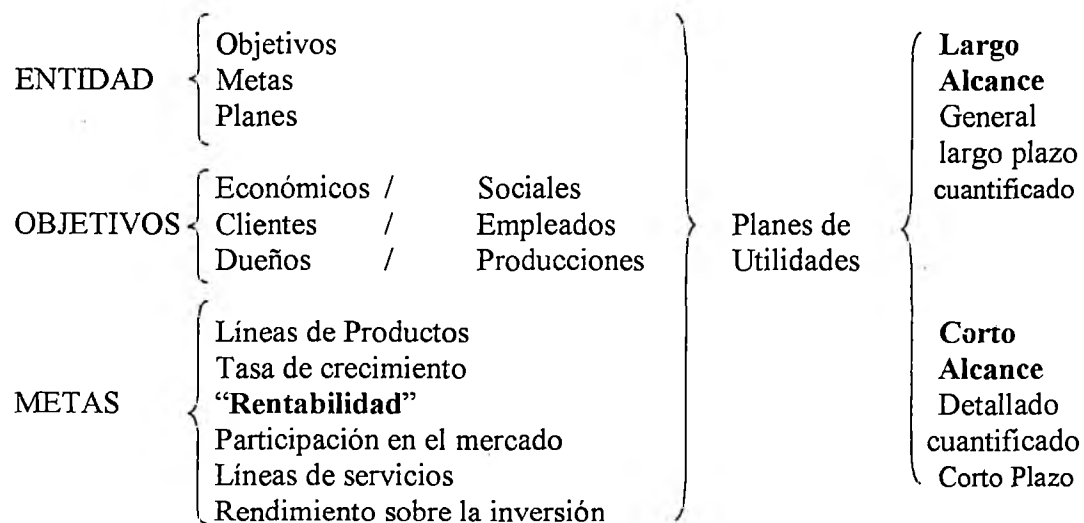 ENTIDAD
Objetivos
Metas
Planes
OBJETIVOS
Económicos / Sociales
Clientes / Empleados
Dueños / Producciones
METAS
Líneas de Productos
Tasa de crecimiento
“Rentabilidad”
Participación en el mercado
Líneas de servicios
Rendimiento sobre la inversión
Planes de
Utilidades
Largo
Alcance
General
largo plazo
cuantificado
Corto
Alcance
Detallado
cuantificado
Corto Plazo